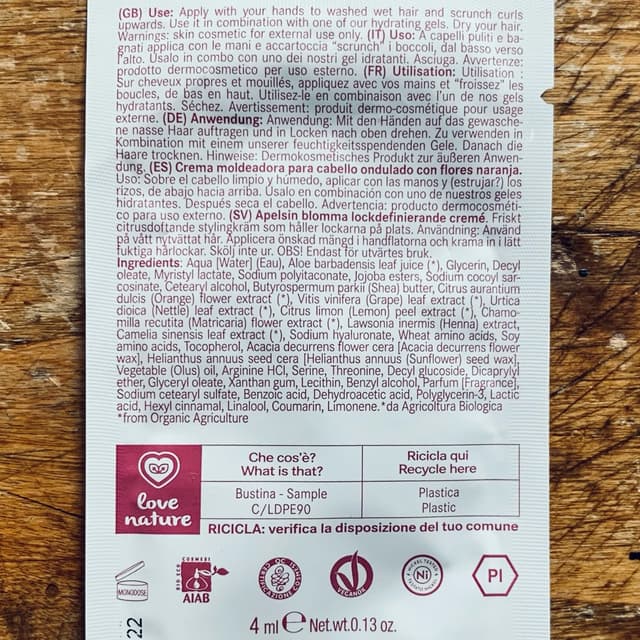 (GB) Use: Apply with your hands to washed wet hair and scrunch curls
upwards. Use it in combination with one of our hydrating gels. Dry your hair.
Warnings: skin cosmetic for external use only. (IT) Uso: A capelli puliti e ba-
gnati applica con le mani e accartoccia "scrunch" i boccoli, dal basso verso
l'alto. Usalo in combo con uno dei nostri gel idratanti. Asciuga. Avvertenze:
prodotto dermocosmetico per uso esterno. (FR) Utilisation: Utilisation :
Sur cheveux propres et mouillés, appliquez avec vos mains et "froissez" les
boucles, de bas en haut. Utilisez-le en combinaison avec l'un de nos gels
hydratants. Séchez. Avertissement: produit dermo-cosmétique pour usage
externe. (DE) Anwendung: Anwendung: Mit den Händen auf das gewasche-
ne nasse Haar auftragen und in Locken nach oben drehen. Zu verwenden in
Kombination mit einem unserer feuchtigkeitsspendenden Gele. Danach die
Haare trocknen. Hinweise: Dermokosmetisches Produkt zur äußeren Anwen-
dung. (ES) Crema moldeadora para cabello ondulado con flores naranja.
Uso: Sobre el cabello limpio y húmedo, aplicar con las manos y (estrujar?) los
rizos, de abajo hacia arriba. Úsalo en combinación con uno de nuestros geles
hidratantes. Después seca el cabello. Advertencia: producto dermocosméti-
co para uso externo. (SV) Apelsin blomma lockdefinierande cremé. Friskt
citrusdoftande stylingkräm som håller lockarna på plats. Användning: Använd
på vått nytvättat hår. Applicera önskad mängd i handflatorna och krama in i lätt
fuktiga hårlockar. Skölj inte ur. OBS! Endast för utvärtes bruk.
Ingredients: Aqua [Water] (Eau), Aloe barbadensis leaf juice (*), Glycerin, Decyl
oleate, Myristyl lactate, Sodium polyitaconate, Jojoba esters, Sodium cocoyl sar-
cosinate, Cetearyl alcohol, Butyrospermum parkii (Shea) butter, Citrus aurantium
dulcis (Orange) flower extract (*), Vitis vinifera (Grape) leaf extract (*), Urtica
dioica (Nettle) leaf extract (*), Citrus limon (Lemon) peel extract (*), Chamo-
milla recutita (Matricaria) flower extract (*), Lawsonia inermis (Henna) extract,
Camelia sinensis leaf extract (*), Sodium hyaluronate, Wheat amino acids, Soy
amino acids, Tocopherol, Acacia decurrens flower cera [Acacia decurrens flower
wax], Helianthus annuus seed cera [Helianthus annuus (Sunflower) seed wax],
Vegetable (Olus) oil, Arginine HCl, Serine, Threonine, Decyl glucoside, Dicaprylyl
ether, Glyceryl oleate, Xanthan gum, Lecithin, Benzyl alcohol, Parfum [Fragrance],
Sodium cetearyl sulfate, Benzoic acid, Dehydroacetic acid, Polyglycerin-3, Lactic
acid, Hexyl cinnamal, Linalool, Coumarin, Limonene. *da Agricoltura Biologica
*from Organic Agriculture
Che cos'è?
What is that?
Ricicla qui
Recycle here
love
nature
Bustina - Sample
C/LDPE90
Plastica
Plastic
RICICLA: verifica la disposizione del tuo comune
MONODOSE
COSMESI
BIO ECO
AIAB
VEGANOK
Ni
PI
22
4 ml e Net.wt.0.13 oz.